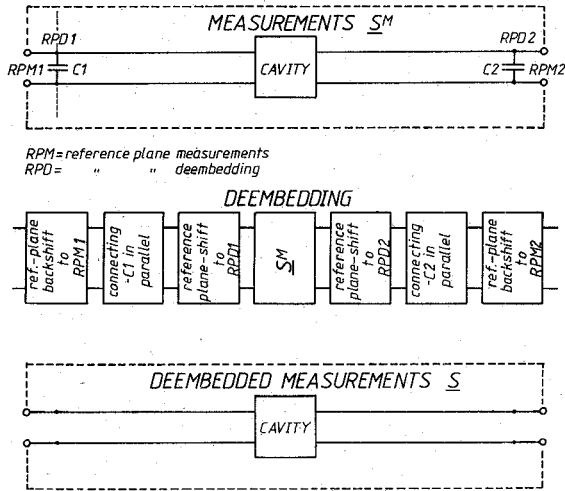 MEASUREMENTS S^M
RPD1
RPD2
RPM1
C1
CAVITY
C2
RPM2
RPM=reference plane measurements
RPD= " " deembedding
DEEMBEDDING
ref.-plane
backshift
to
RPM1
connecting
-C1 in
parallel
reference
plane-shift
to
RPD1
S^M
reference
plane-shift
to
RPD2
connecting
-C2 in
parallel
ref.-plane
backshift
to
RPM2
DEEMBEDDED MEASUREMENTS S
CAVITY